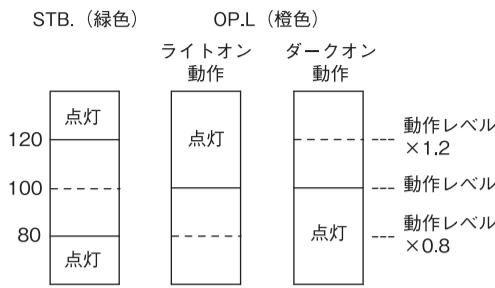 STB.（緑色）
OP.L（橙色）
ライトオン
動作
ダークオン
動作
点灯
120
100
80
点灯
点灯
点灯
動作レベル
×1.2
動作レベル
動作レベル
×0.8